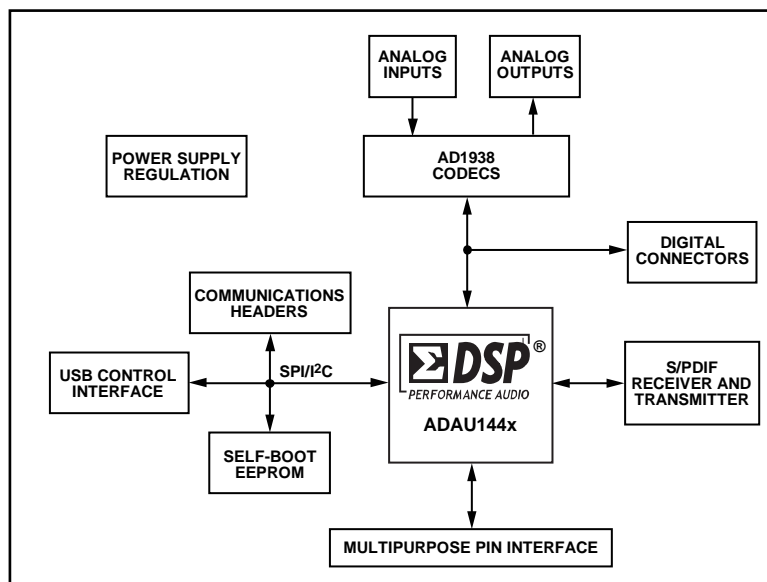 ANALOG
INPUTS
ANALOG
OUTPUTS
POWER SUPPLY
REGULATION
AD1938
CODECS
DIGITAL
CONNECTORS
COMMUNICATIONS
HEADERS
USB CONTROL
INTERFACE
SPI/I²C
SELF-BOOT
EEPROM
ΣDSP®
PERFORMANCE AUDIO
ADAU144x
S/PDIF
RECEIVER AND
TRANSMITTER
MULTIPURPOSE PIN INTERFACE